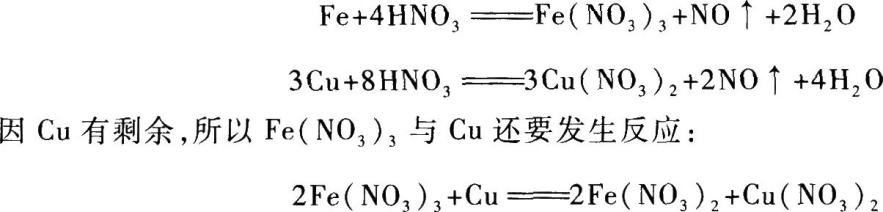 Fe+4HNO₃═══Fe(NO₃)₃+NO↑+2H₂O
3Cu+8HNO₃═══3Cu(NO₃)₂+2NO↑+4H₂O
因 Cu 有剩余,所以 Fe(NO₃)₃ 与 Cu 还要发生反应:
2Fe(NO₃)₃+Cu═══2Fe(NO₃)₂+Cu(NO₃)₂